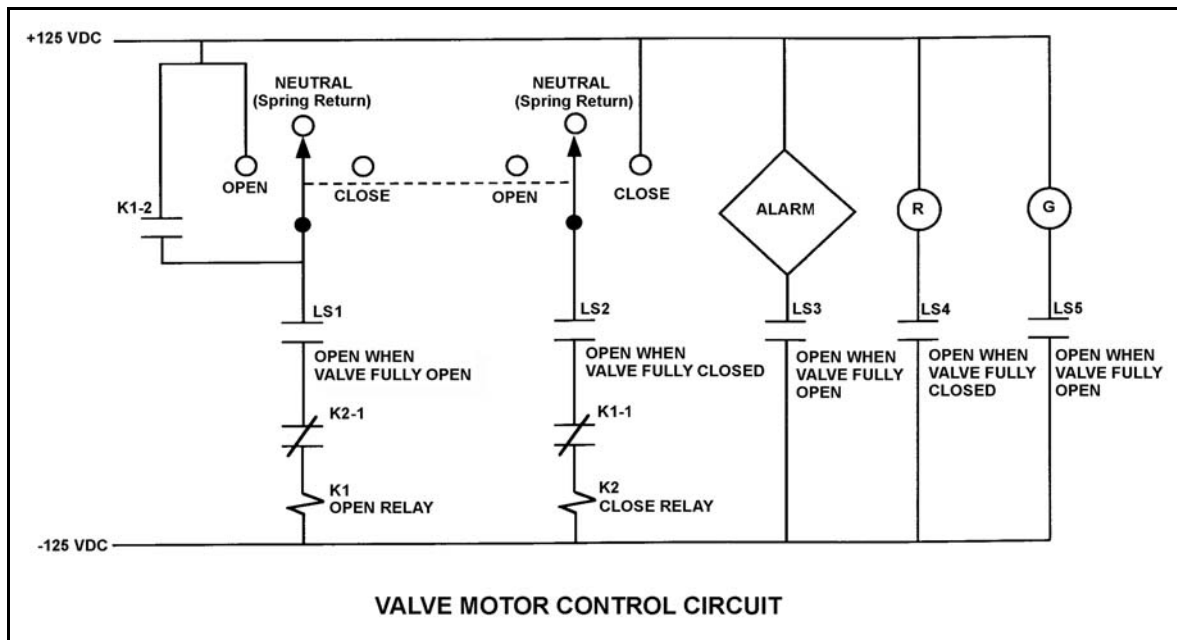 +125 VDC
NEUTRAL
(Spring Return)
NEUTRAL
(Spring Return)
OPEN
CLOSE
OPEN
CLOSE
K1-2
ALARM
R
G
LS1
OPEN WHEN
VALVE FULLY OPEN
LS2
OPEN WHEN
VALVE FULLY CLOSED
LS3
OPEN WHEN
VALVE FULLY
OPEN
LS4
OPEN WHEN
VALVE FULLY
CLOSED
LS5
OPEN WHEN
VALVE FULLY
OPEN
K2-1
K1-1
K1
OPEN RELAY
K2
CLOSE RELAY
-125 VDC
VALVE MOTOR CONTROL CIRCUIT